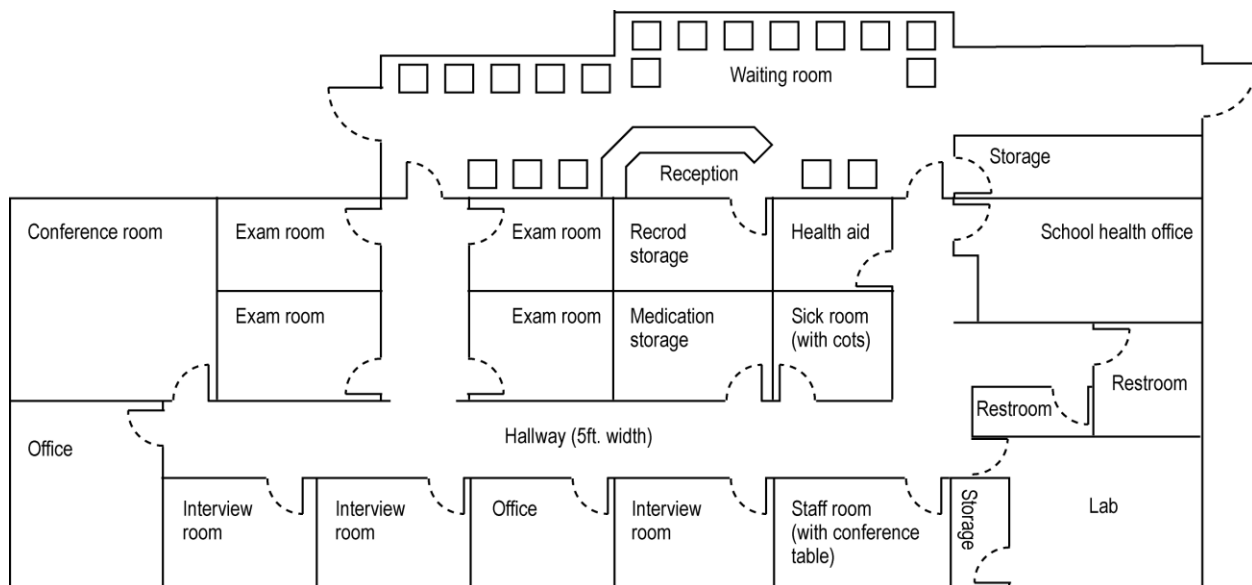 Waiting room
Storage
Reception
Conference room
Exam room
Exam room
Recrod
storage
Health aid
School health office
Exam room
Exam room
Medication
storage
Sick room
(with cots)
Restroom
Restroom
Hallway (5ft. width)
Office
Interview
room
Interview
room
Office
Interview
room
Staff room
(with conference
table)
Storage
Lab